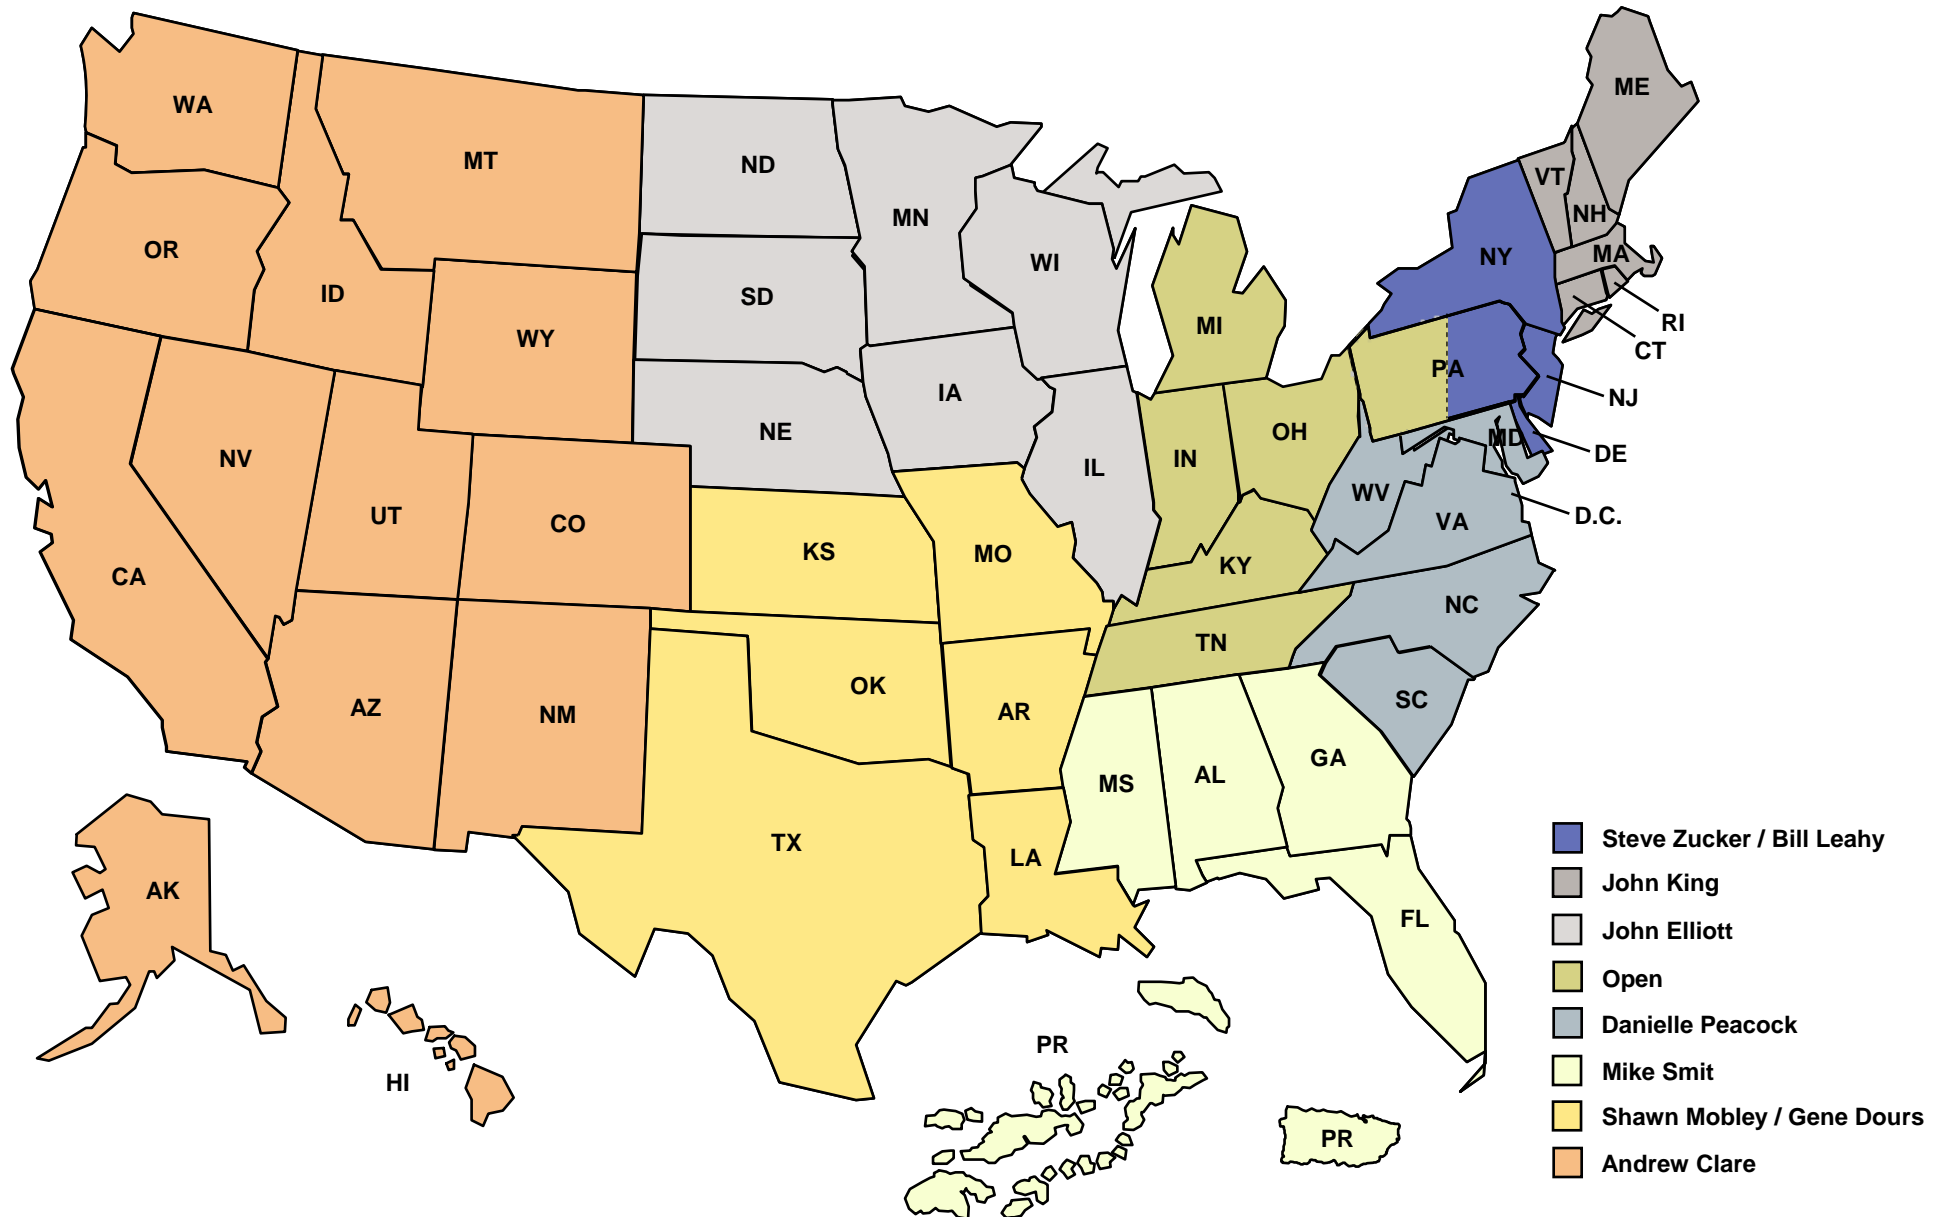 ME
WA
MT
ND
VT
MN
NH
OR
MA
NY
WI
ID
SD
RI
MI
WY
CT
PA
IA
NJ
NE
OH
MD
DE
NV
IN
IL
WV
UT
CO
D.C.
VA
KS
MO
KY
CA
NC
TN
OK
SC
AZ
AR
NM
GA
AL
MS
TX
Steve Zucker / Bill Leahy
LA
John King
AK
FL
John Elliott
Open
Danielle Peacock
PR
Mike Smit
HI
Shawn Mobley / Gene Dours
PR
Andrew Clare